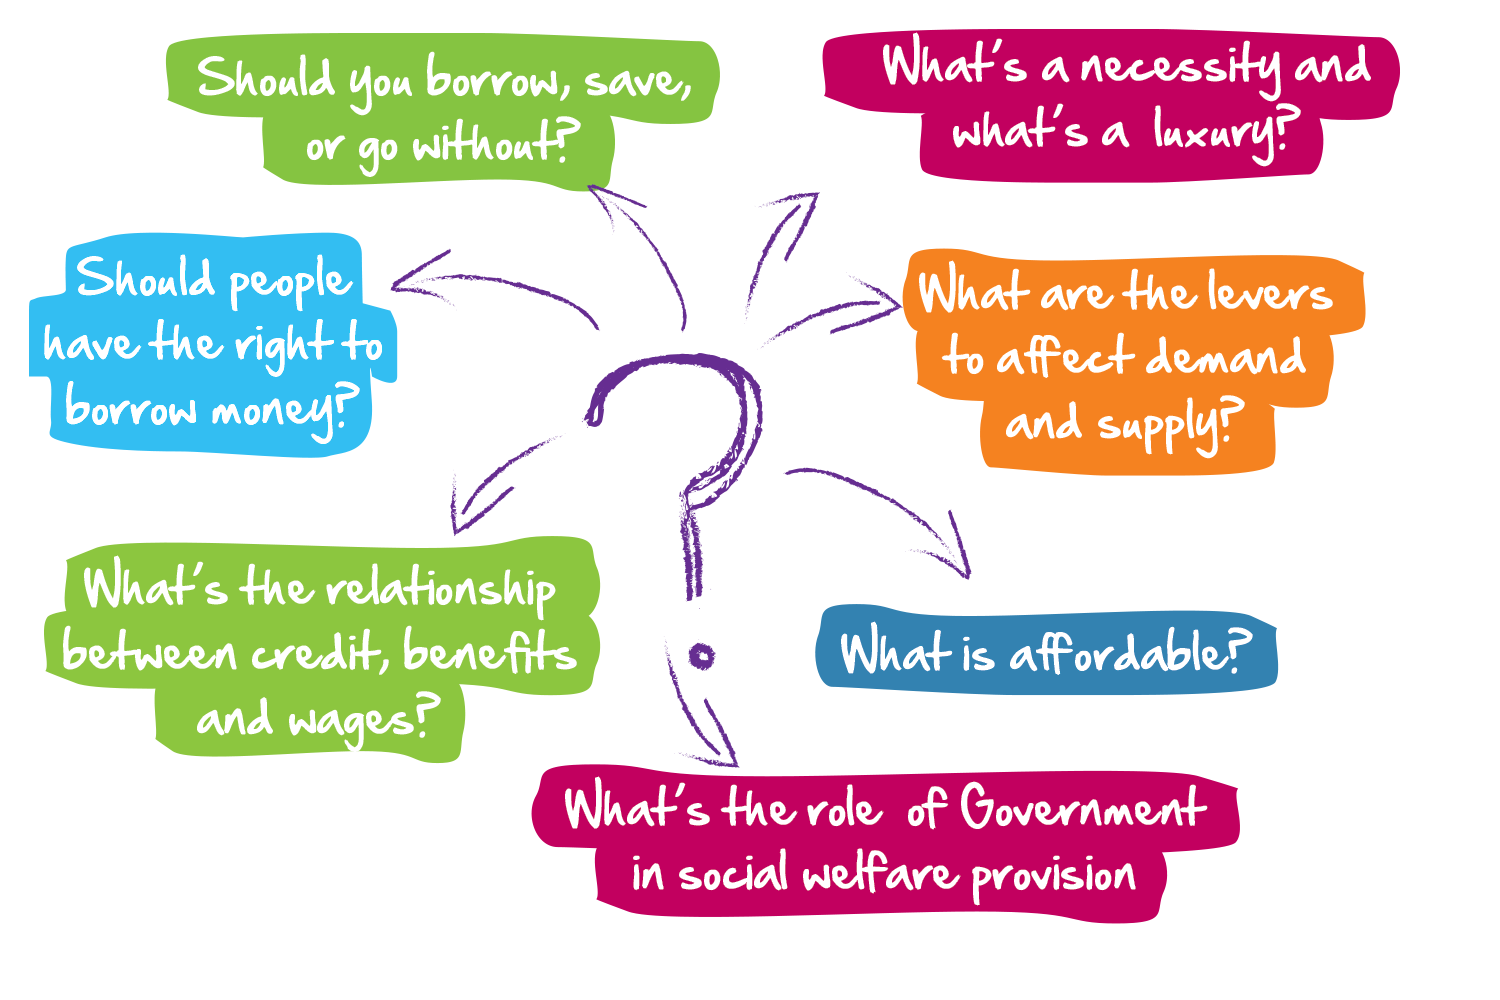 Should you borrow, save,
or go without?
What's a necessity and
what's a luxury?
Should people
have the right to
borrow money?
What are the levers
to affect demand
and supply?
What's the relationship
between credit, benefits
and wages?
What is affordable?
What's the role of Government
in social welfare provision